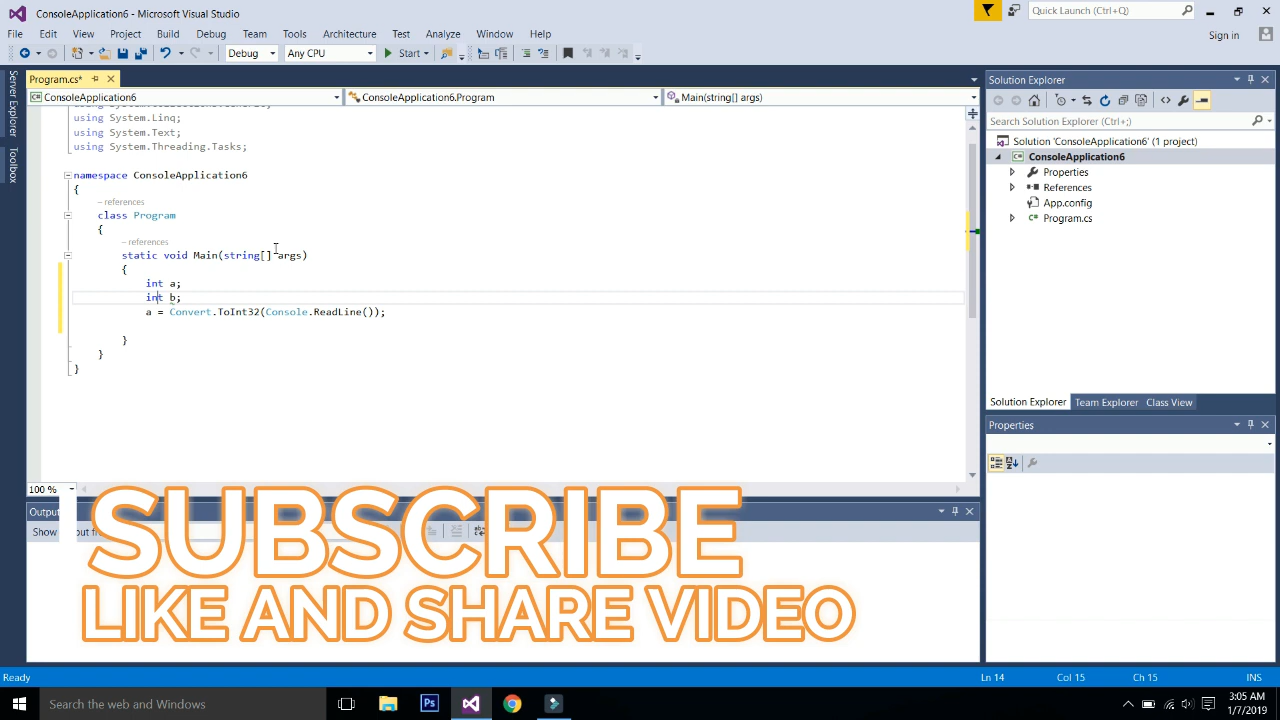 ConsoleApplication6 - Microsoft Visual Studio
Quick Launch (Ctrl+Q)
File Edit View Project Build Debug Team Tools Architecture Test Analyze Window Help
Sign in
Debug Any CPU Start
Server Explorer
Toolbox
Program.cs*
ConsoleApplication6
ConsoleApplication6.Program
Main(string[] args)
using System.Linq;
using System.Text;
using System.Threading.Tasks;
namespace ConsoleApplication6
{
– references
class Program
{
– references
static void Main(string[] args)
{
int a;
int b;
a = Convert.ToInt32(Console.ReadLine());
}
}
}
100 %
Solution Explorer
Search Solution Explorer (Ctrl+;)
Solution 'ConsoleApplication6' (1 project)
ConsoleApplication6
Properties
References
App.config
Program.cs
Solution Explorer Team Explorer Class View
Properties
Output
Show
SUBSCRIBE
LIKE AND SHARE VIDEO
Ready
Ln 14 Col 15 Ch 15 INS
Search the web and Windows
Ps
3:05 AM
1/7/2019